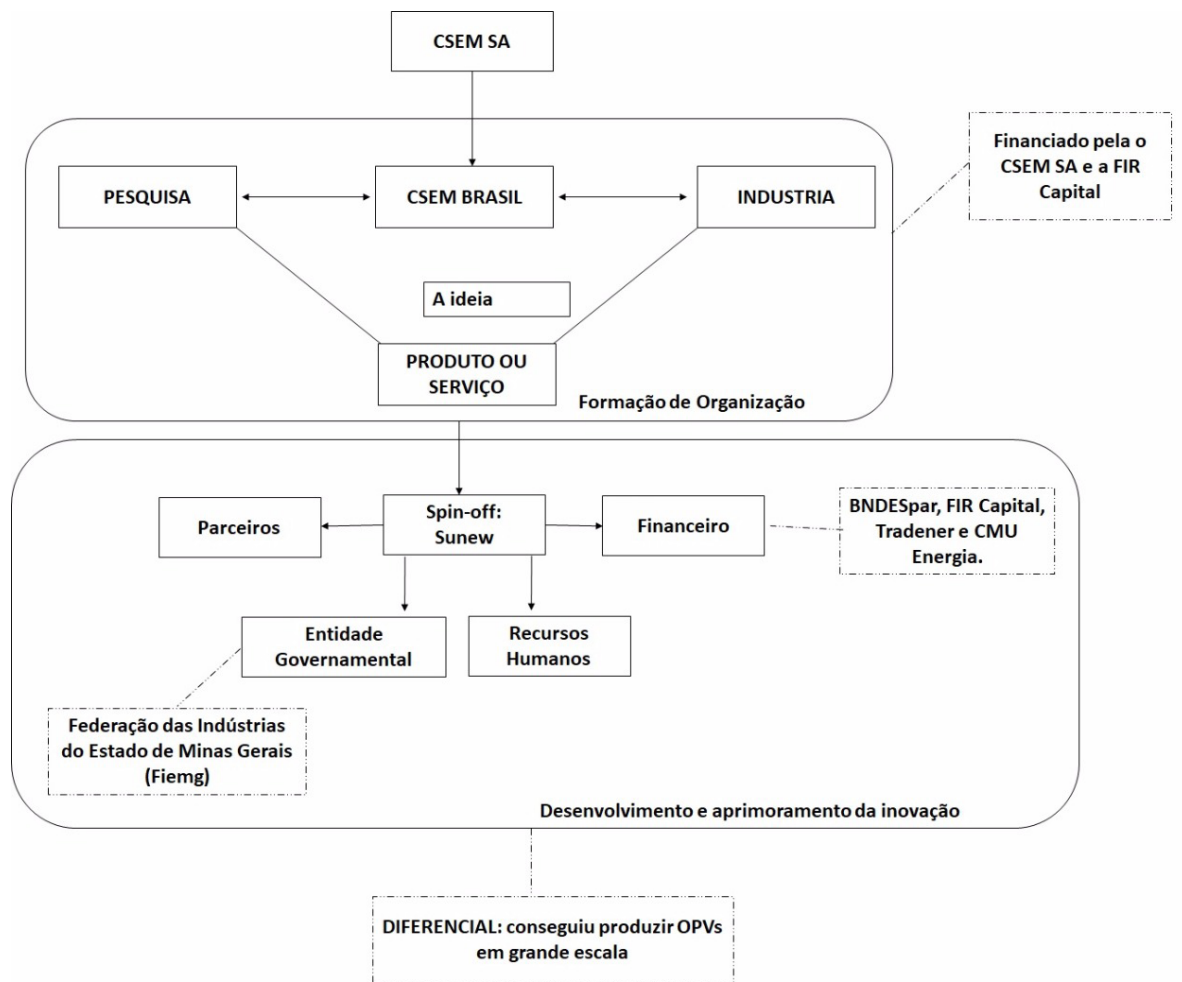 CSEM SA
Financiado pela o
CSEM SA e a FIR
Capital
PESQUISA
CSEM BRASIL
INDUSTRIA
A ideia
PRODUTO OU
SERVIÇO
Formação de Organização
Parceiros
Spin-off:
Sunew
Financeiro
BNDESpar, FIR Capital,
Tradener e CMU
Energia.
Entidade
Governamental
Recursos
Humanos
Federação das Indústrias
do Estado de Minas Gerais
(Fiemg)
Desenvolvimento e aprimoramento da inovação
DIFERENCIAL: conseguiu produzir OPVs
em grande escala